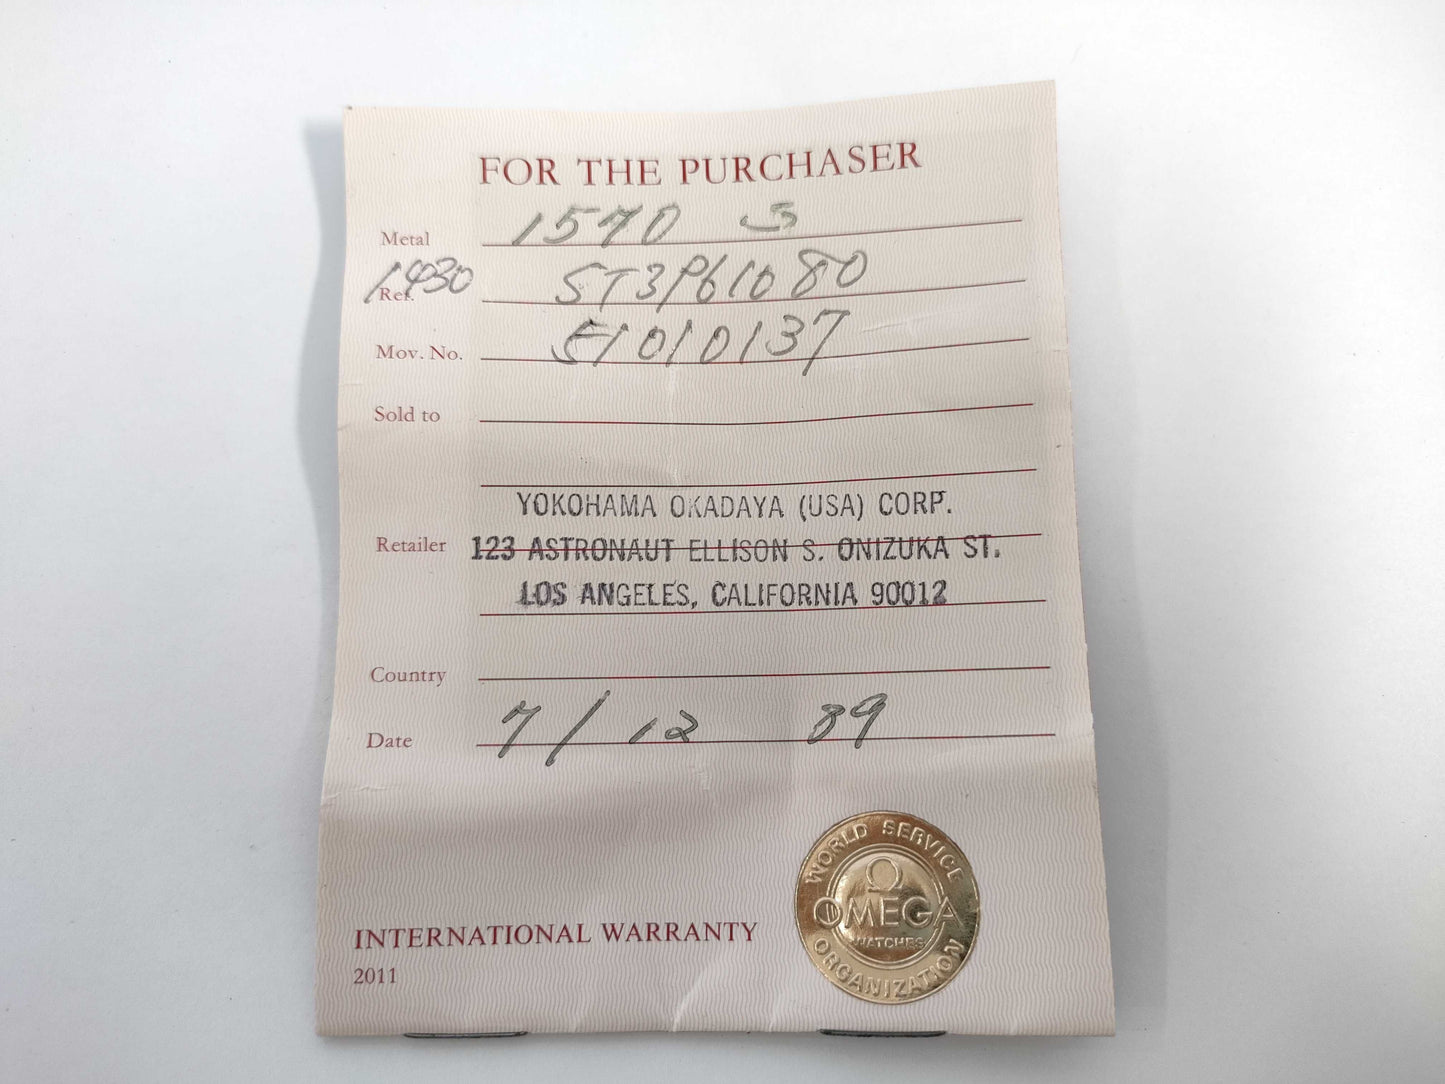 FOR THE PURCHASER
Metal 1570 S
1430
Ref. ST3961080
Mov. No. 51010137
Sold to
YOKOHAMA OKADAYA (USA) CORP.
Retailer 123 ASTRONAUT ELLISON S. ONIZUKA ST.
LOS ANGELES, CALIFORNIA 90012
Country
Date 7/12 89
WORLD SERVICE
Ω
OMEGA
WATCHES
ORGANIZATION
INTERNATIONAL WARRANTY
2011